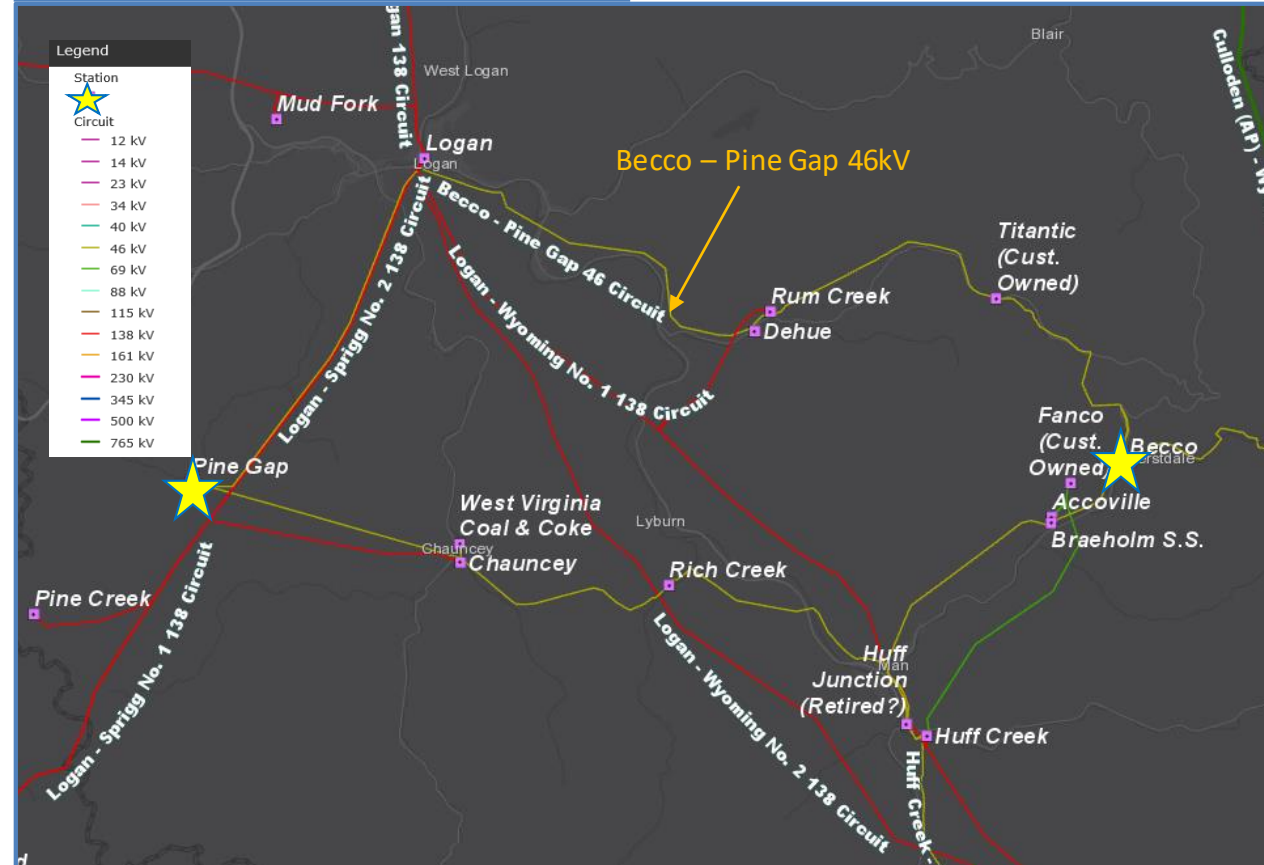 Legend
Station
Circuit
12 kV
14 kV
23 kV
34 kV
40 kV
46 kV
69 kV
88 kV
115 kV
138 kV
161 kV
230 kV
345 kV
500 kV
765 kV
Blair
West Logan
Mud Fork
Logan
Logan
138 Circuit
Culloden (AP) - Wy
Becco – Pine Gap 46kV
Becco - Pine Gap 46 Circuit
Logan - Sprigg No. 2 138 Circuit
Logan - Wyoming No. 1 138 Circuit
Titantic
(Cust.
Owned)
Rum Creek
Dehue
Fanco
(Cust.
Owned)
Becco
Accoville
Braeholm S.S.
Pine Gap
West Virginia
Coal & Coke
Chauncey
Chauncey
Lyburn
Rich Creek
Pine Creek
Logan - Sprigg No. 1 138 Circuit
Logan - Wyoming No. 2 138 Circuit
Huff
Man
Junction
(Retired?)
Huff Creek
Huff Creek -